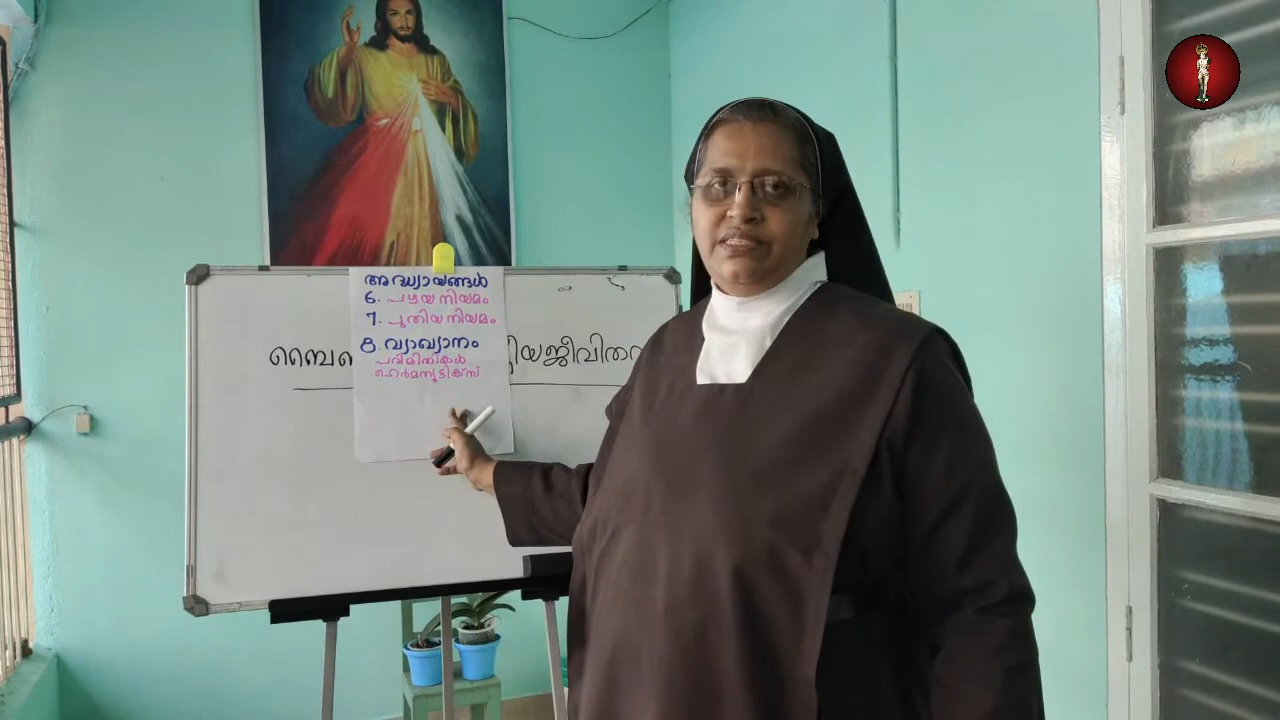 അദ്ധ്യായങ്ങൾ
6. പഴയ നിയമം
7. പുതിയ നിയമം
8. വ്യാഖ്യാനം
പരിമിതികൾ
ഹെർമന്യൂട്ടിക്സ്